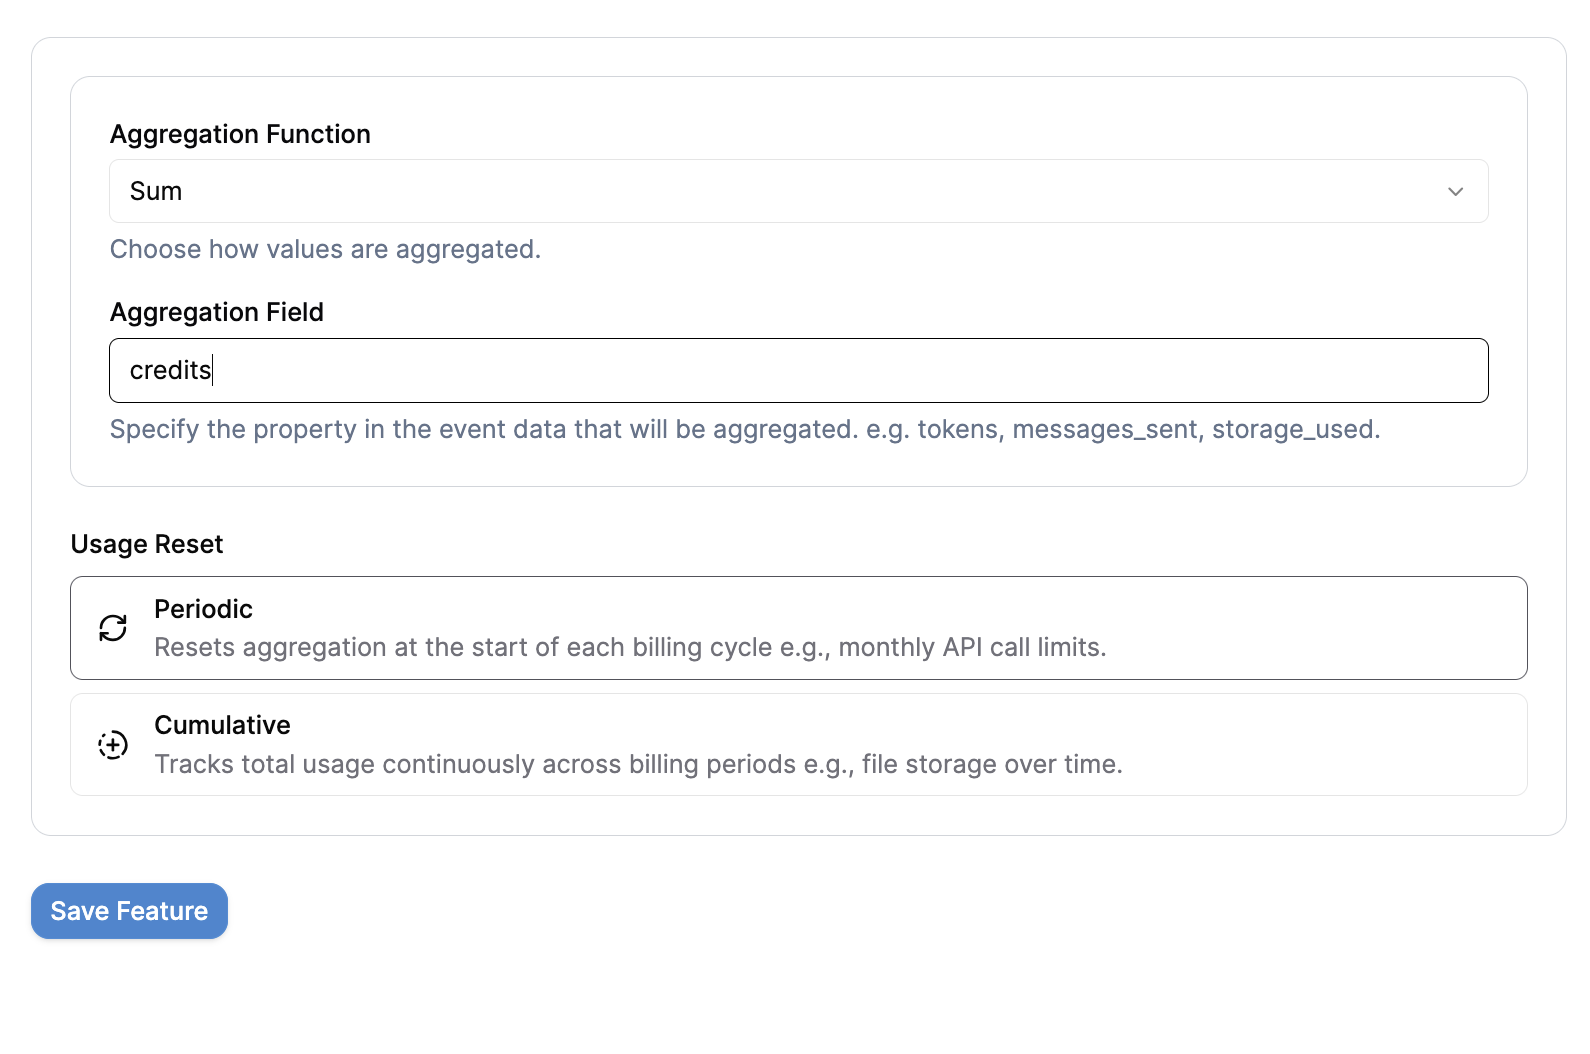 Aggregation Function
Sum
Choose how values are aggregated.
Aggregation Field
credits
Specify the property in the event data that will be aggregated. e.g. tokens, messages_sent, storage_used.
Usage Reset
Periodic
Resets aggregation at the start of each billing cycle e.g., monthly API call limits.
Cumulative
Tracks total usage continuously across billing periods e.g., file storage over time.
Save Feature